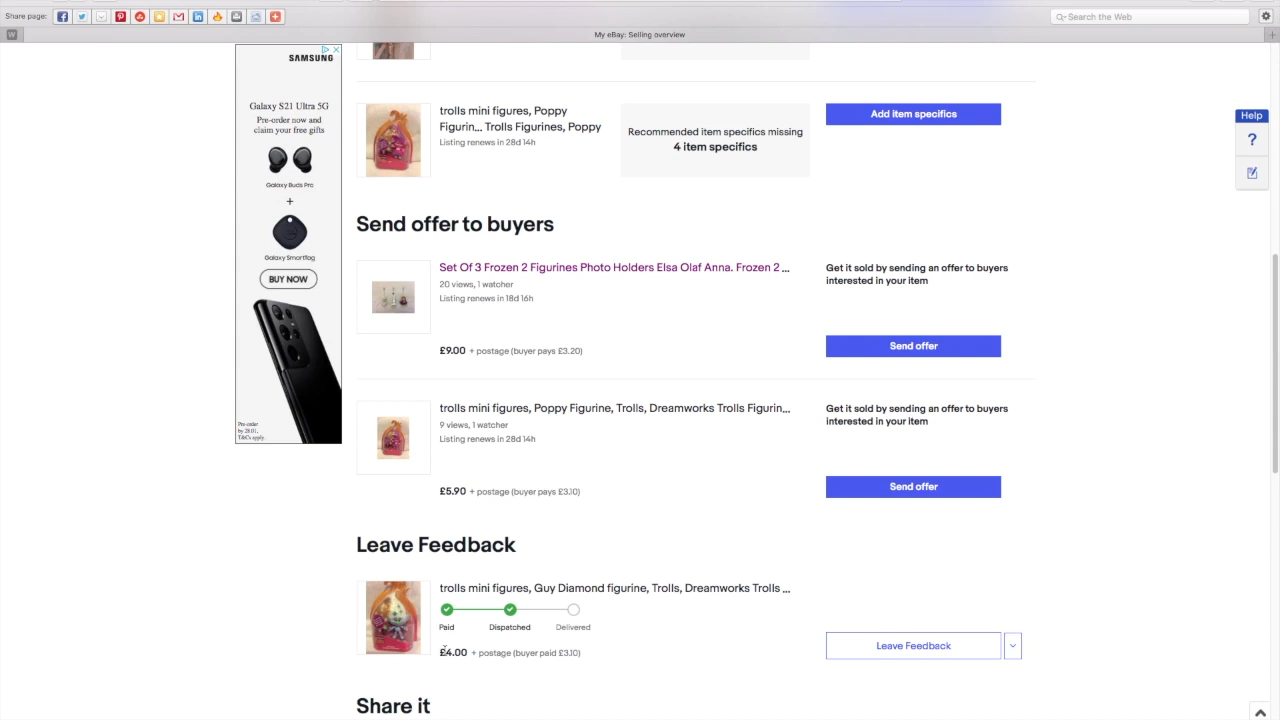 Share page:
Search the Web
My eBay: Selling overview
SAMSUNG
Galaxy S21 Ultra 5G
Pre-order now and
claim your free gifts
Galaxy Buds Pro
+
Galaxy SmartTag
BUY NOW
Pre-order
by 28.01.
T&Cs apply.
trolls mini figures, Poppy
Figurin... Trolls Figurines, Poppy
Listing renews in 28d 14h
Recommended item specifics missing
4 item specifics
Add item specifics
Help
?
Send offer to buyers
Set Of 3 Frozen 2 Figurines Photo Holders Elsa Olaf Anna. Frozen 2 ...
20 views, 1 watcher
Listing renews in 18d 16h
£9.00 + postage (buyer pays £3.20)
Get it sold by sending an offer to buyers
interested in your item
Send offer
trolls mini figures, Poppy Figurine, Trolls, Dreamworks Trolls Figurin...
9 views, 1 watcher
Listing renews in 28d 14h
£5.90 + postage (buyer pays £3.10)
Get it sold by sending an offer to buyers
interested in your item
Send offer
Leave Feedback
trolls mini figures, Guy Diamond figurine, Trolls, Dreamworks Trolls ...
Paid Dispatched Delivered
£4.00 + postage (buyer paid £3.10)
Leave Feedback
Share it